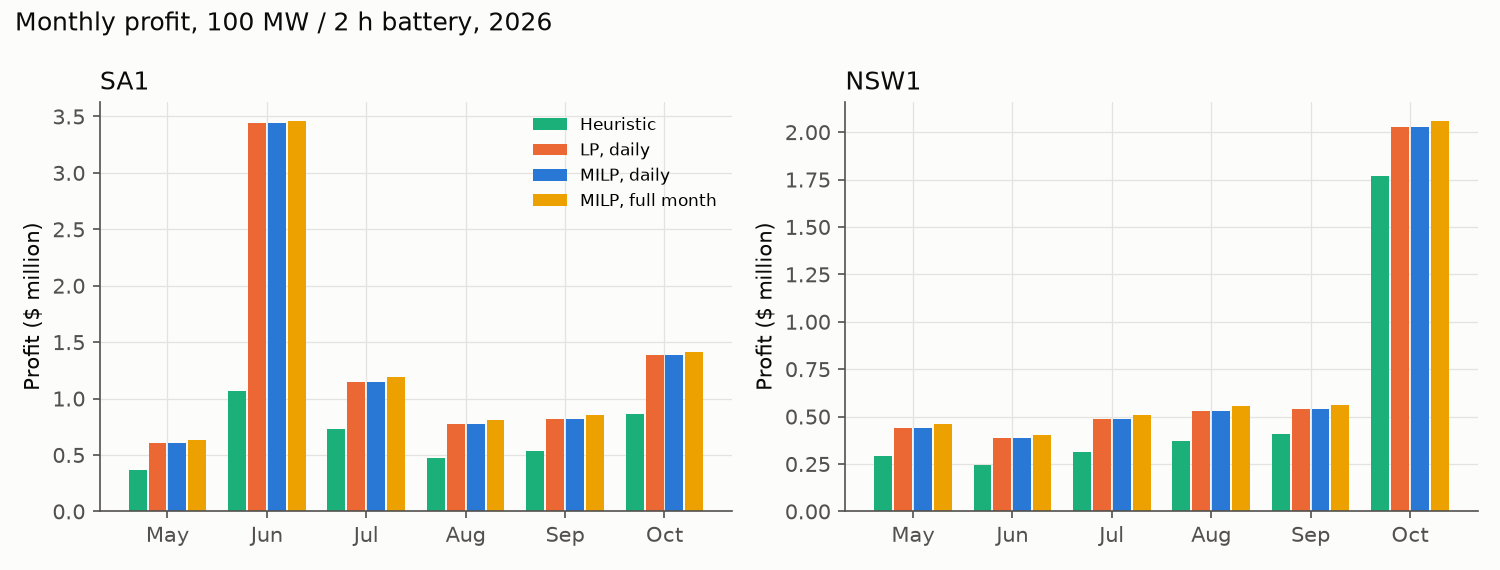 Monthly profit, 100 MW / 2 h battery, 2026
SA1
Profit ($ million)
3.5
3.0
2.5
2.0
1.5
1.0
0.5
0.0
May Jun Jul Aug Sep Oct
Heuristic
LP, daily
MILP, daily
MILP, full month
NSW1
Profit ($ million)
2.00
1.75
1.50
1.25
1.00
0.75
0.50
0.25
0.00
May Jun Jul Aug Sep Oct